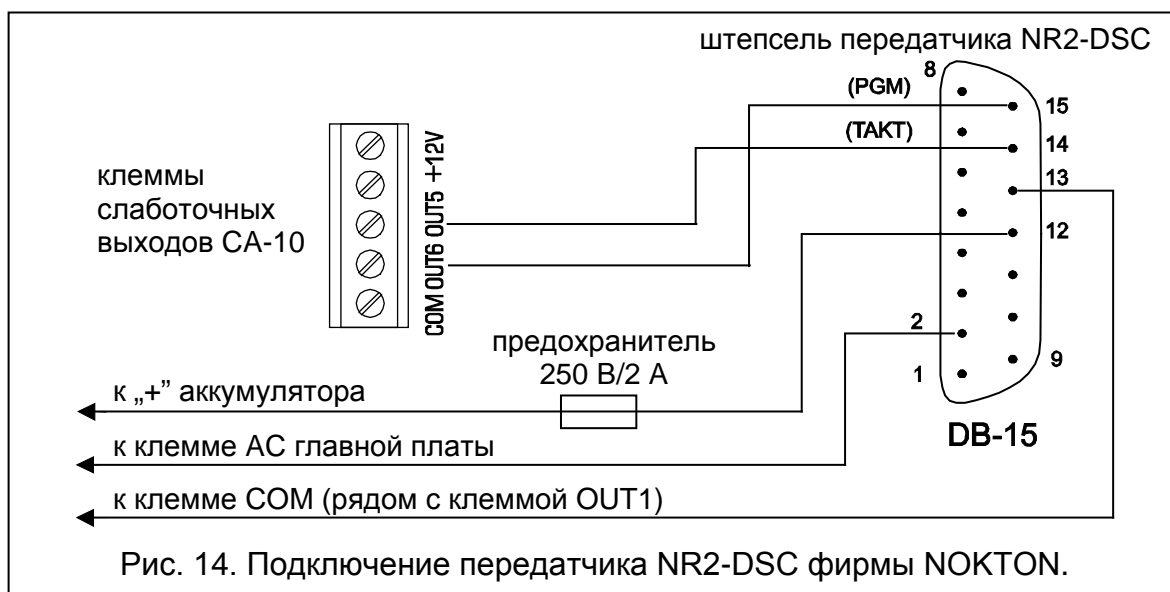 штепсель передатчика NR2-DSC
8
(PGM)
15
(TAKT)
14
13
12
2
1
9
DB-15
клеммы
слаботочных
выходов CA-10
COM OUT6 OUT5 +12V
предохранитель
250 В/2 А
к „+” аккумулятора
к клемме АС главной платы
к клемме COM (рядом с клеммой OUT1)
Рис. 14. Подключение передатчика NR2-DSC фирмы NOKTON.